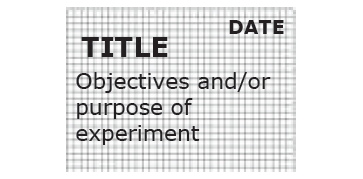 DATE
TITLE
Objectives and/or
purpose of
experiment